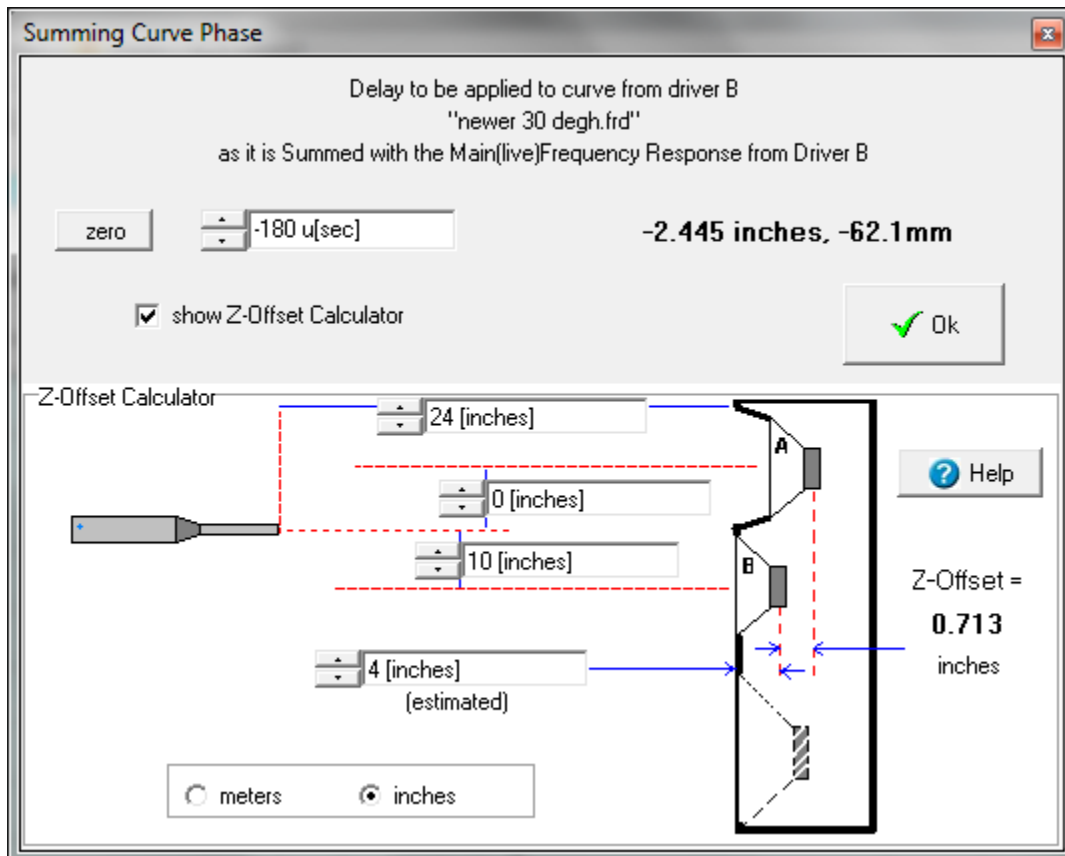 Summing Curve Phase
Delay to be applied to curve from driver B
"newer 30 degh.frd"
as it is Summed with the Main(live)Frequency Response from Driver B
zero
-180 u[sec]
-2.445 inches, -62.1mm
show Z-Offset Calculator
Ok
Z-Offset Calculator
24 [inches]
A
Help
0 [inches]
10 [inches]
B
Z-Offset =
0.713
inches
4 [inches]
(estimated)
meters
inches